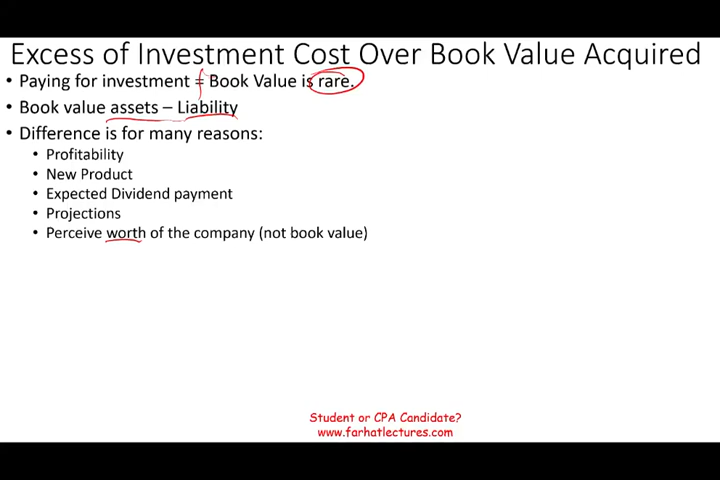 Excess of Investment Cost Over Book Value Acquired
• Paying for investment = Book Value is rare.
• Book value assets – Liability
• Difference is for many reasons:
• Profitability
• New Product
• Expected Dividend payment
• Projections
• Perceive worth of the company (not book value)
Student or CPA Candidate?
www.farhatlectures.com